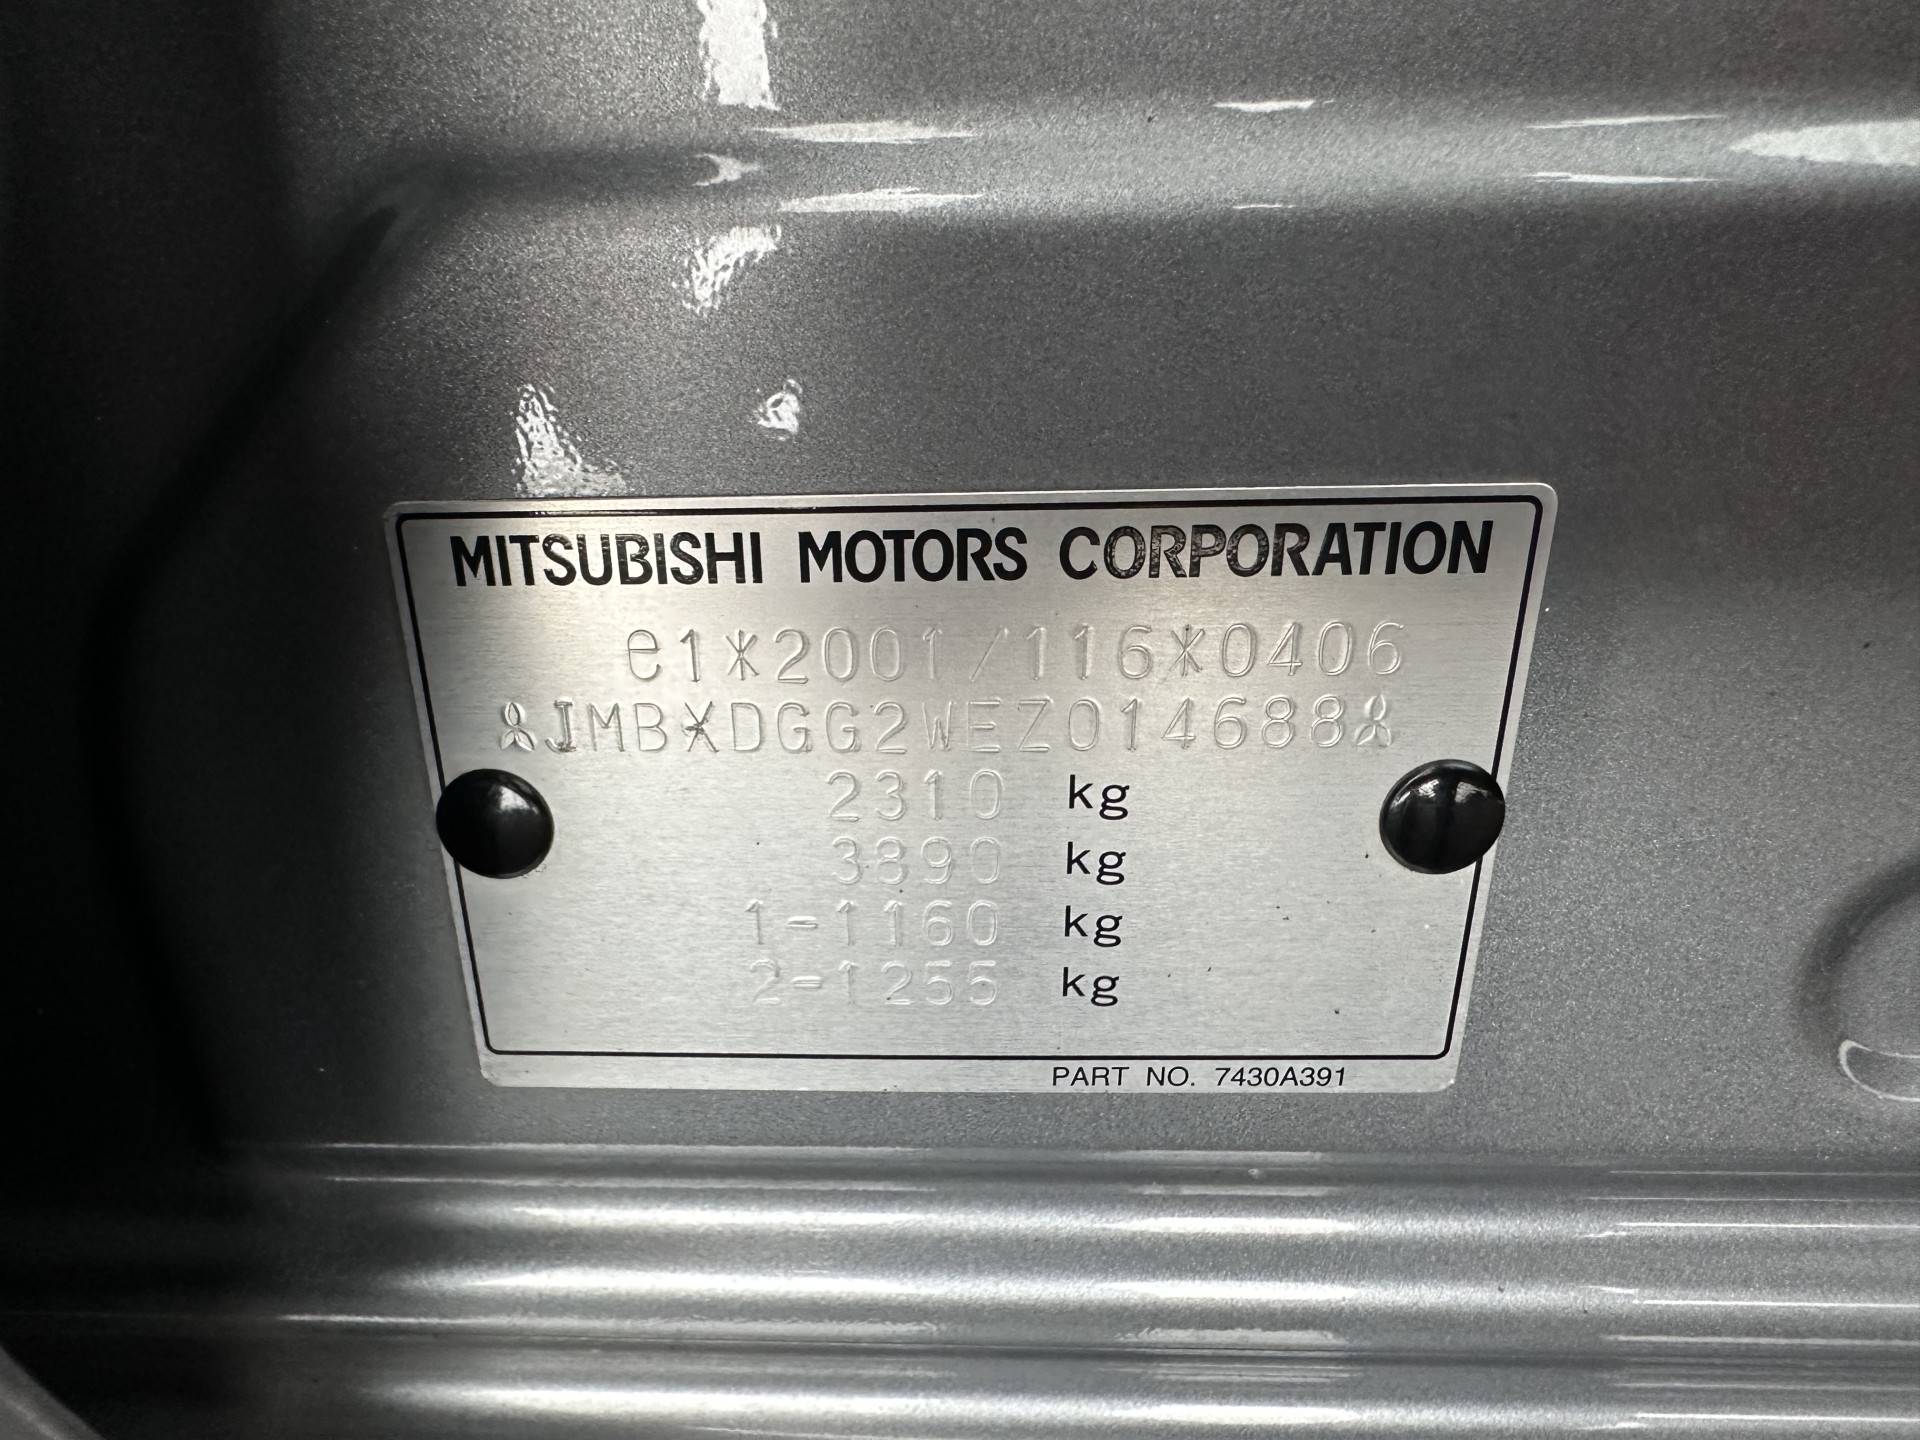 MITSUBISHI MOTORS CORPORATION
e1*2001/116*0406
JMBXDGG2WEZ014688
2310 kg
3890 kg
1-1160 kg
2-1255 kg
PART NO. 7430A391